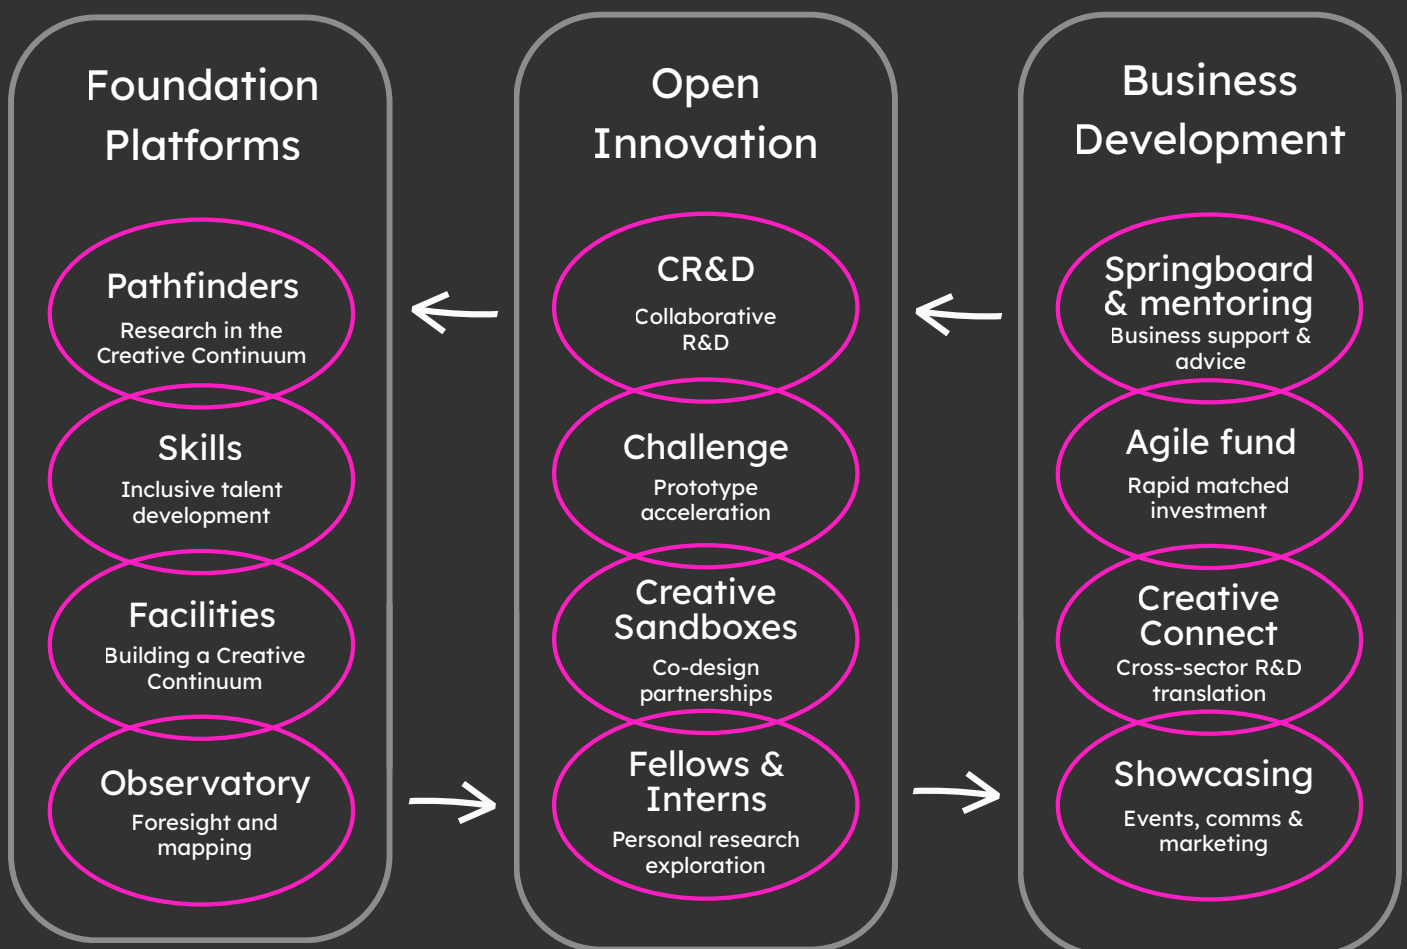 Foundation
Platforms
Pathfinders
Research in the
Creative Continuum
Skills
Inclusive talent
development
Facilities
Building a Creative
Continuum
Observatory
Foresight and
mapping
Open
Innovation
CR&D
Collaborative
R&D
Challenge
Prototype
acceleration
Creative
Sandboxes
Co-design
partnerships
Fellows &
Interns
Personal research
exploration
Business
Development
Springboard
& mentoring
Business support &
advice
Agile fund
Rapid matched
investment
Creative
Connect
Cross-sector R&D
translation
Showcasing
Events, comms &
marketing